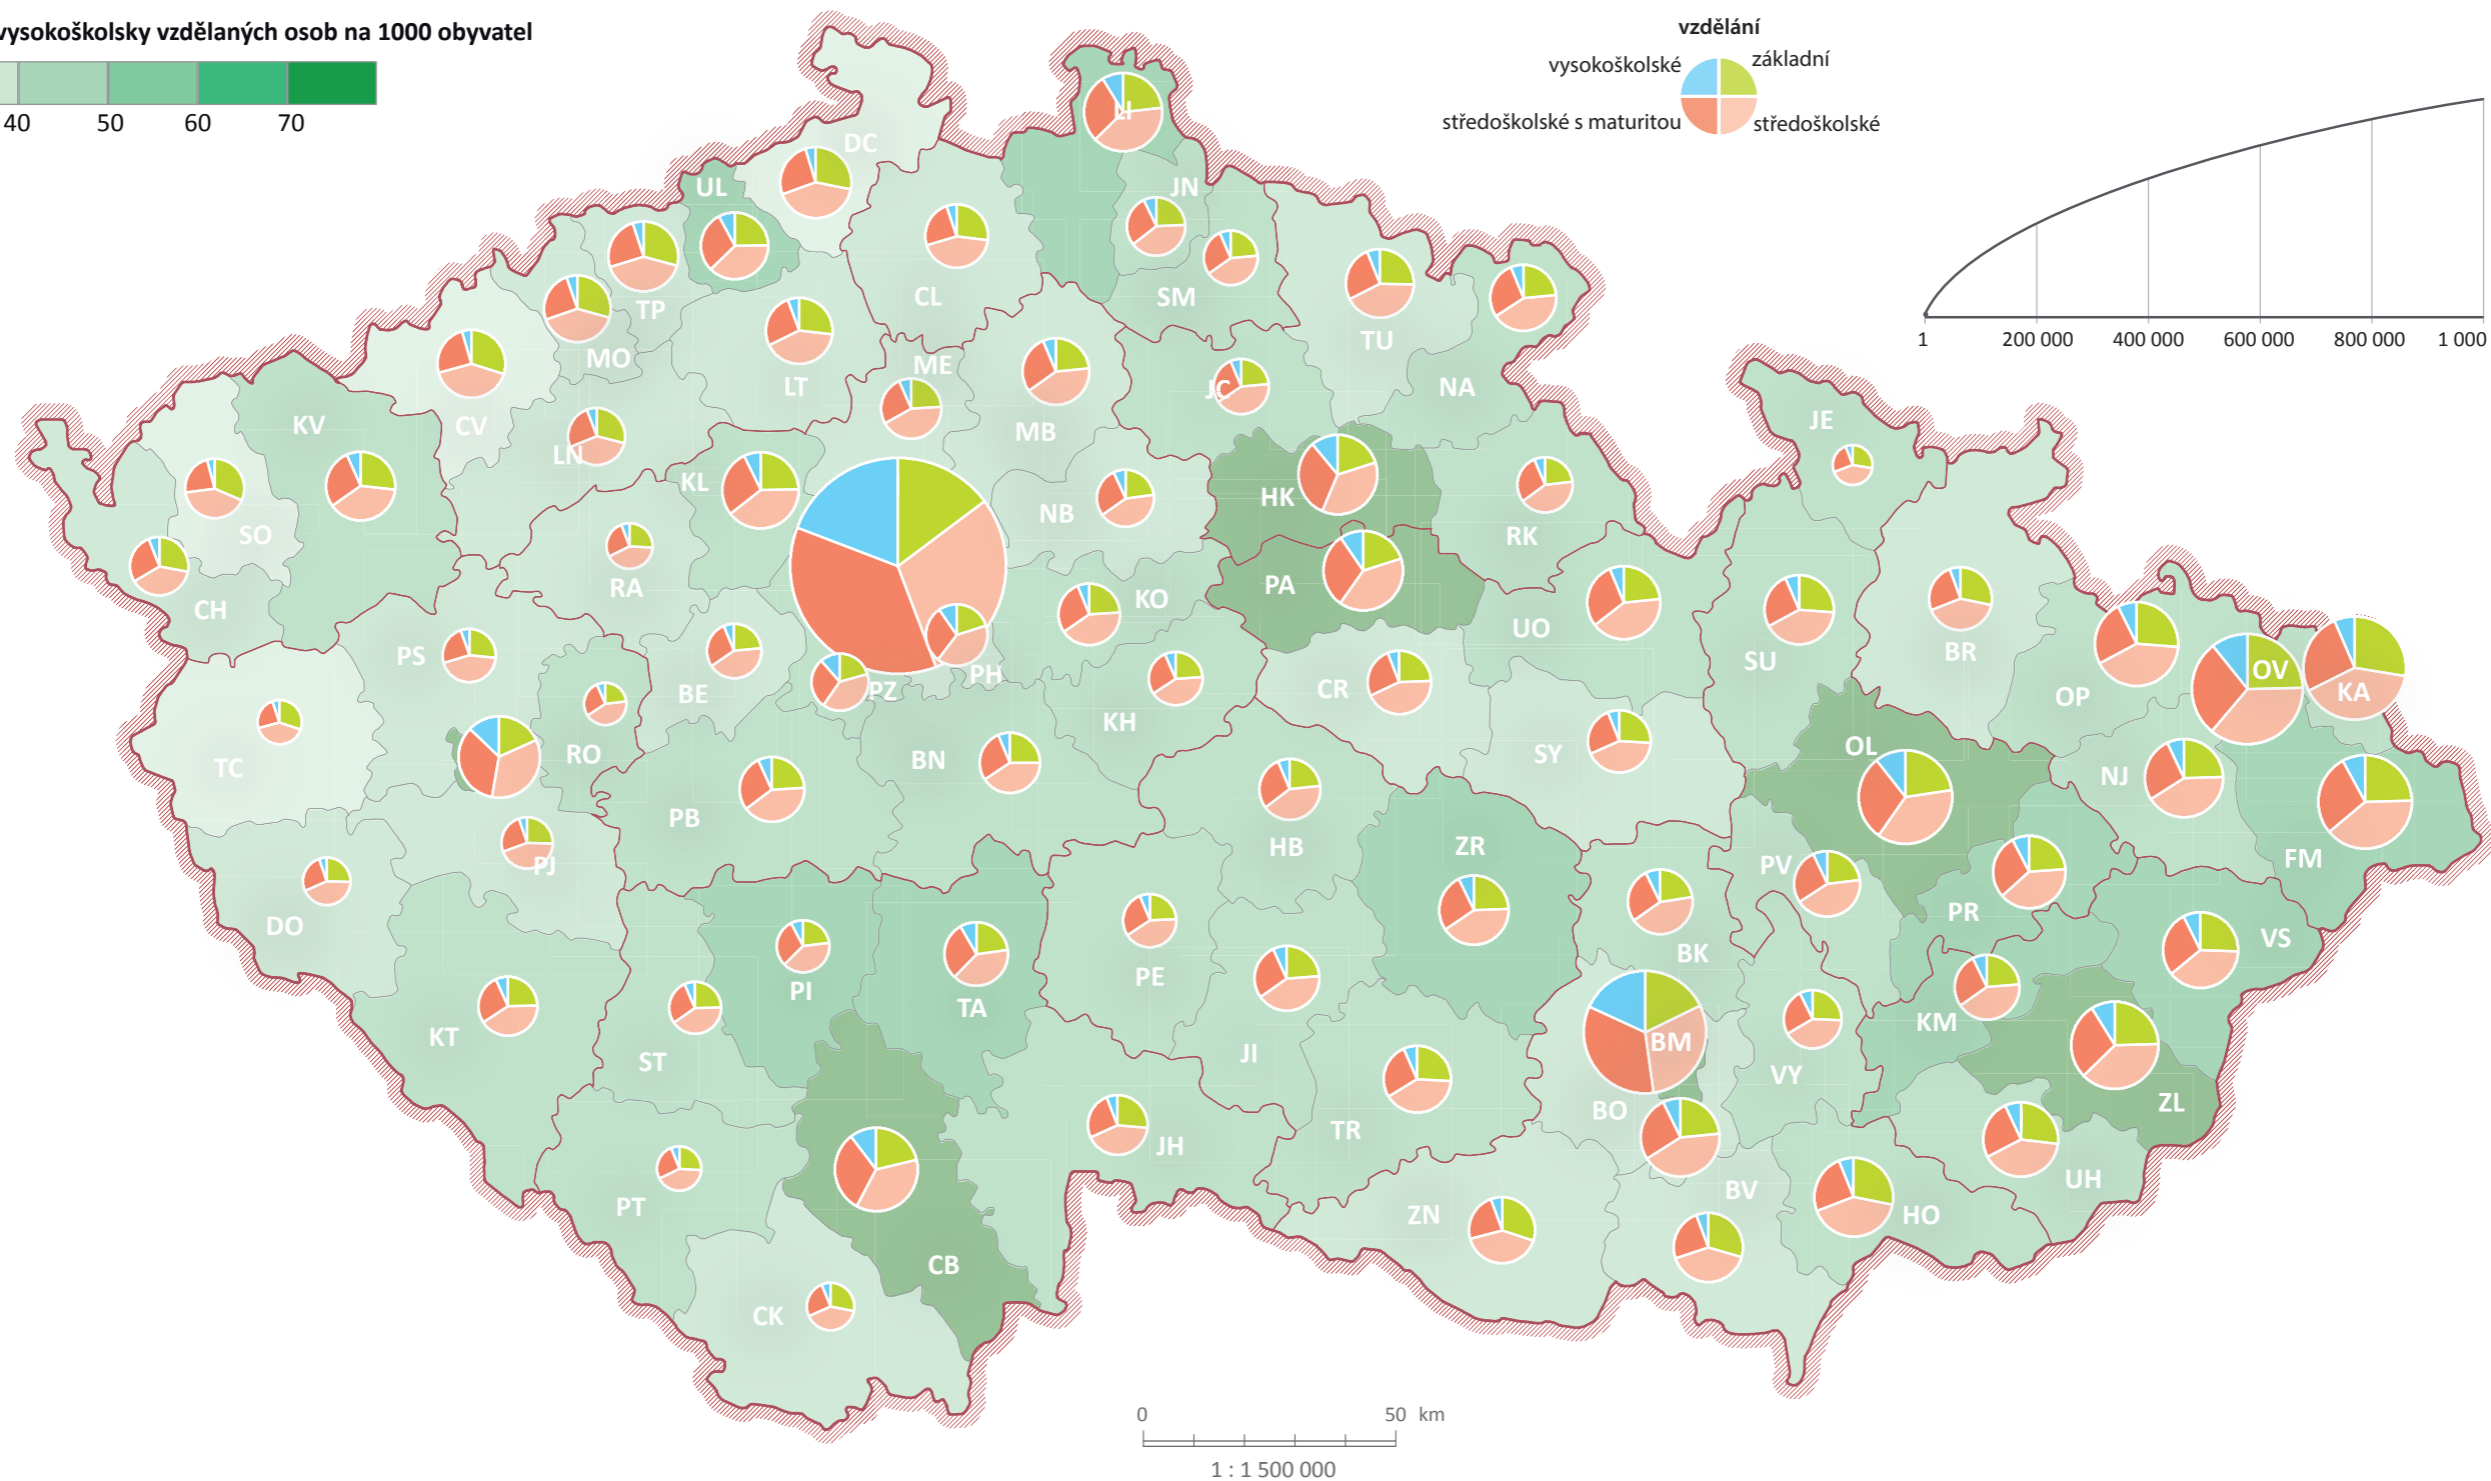 vysokoškolsky vzdělaných osob na 1000 obyvatel
40 50 60 70
vzdělání
vysokoškolské základní
středoškolské s maturitou středoškolské
1 200 000 400 000 600 000 800 000 1 000
DC
LI
UL
JN
TP
CL
SM
TU
MO
LT
ME
JC
NA
KV
CV
MB
JE
LN
KL
NB
HK
RK
SO
RA
KO
PA
CH
UO
PS
BE
PZ
PH
CR
SU
BR
OP
OV
KA
TC
RO
BN
KH
SY
OL
NJ
PB
HB
ZR
PJ
PV
FM
DO
PI
TA
PE
BK
PR
VS
KT
ST
JI
BM
KM
BO
VY
ZL
JH
TR
PT
ZN
BV
HO
UH
CK
CB
0 50 km
1 : 1 500 000